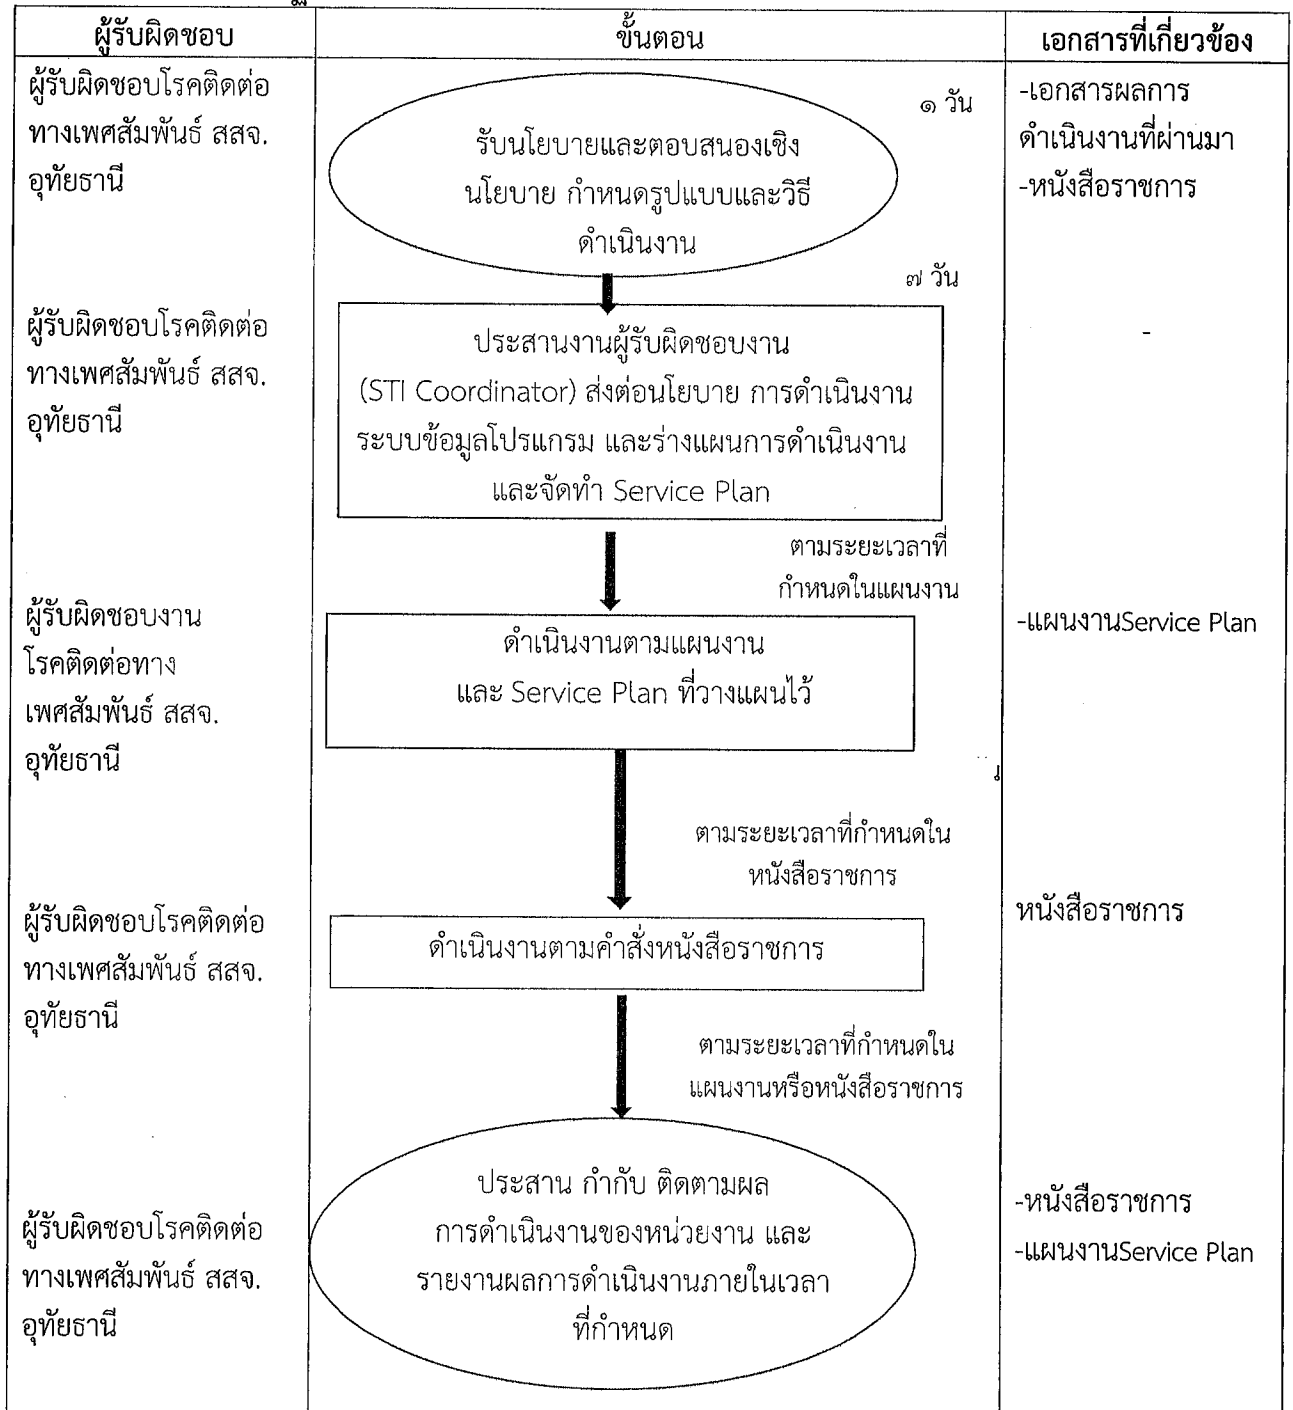 ผู้รับผิดชอบ
ขั้นตอน
เอกสารที่เกี่ยวข้อง
ผู้รับผิดชอบโรคติดต่อ
ทางเพศสัมพันธ์ สสจ.
อุทัยธานี
๑ วัน
รับนโยบายและตอบสนองเชิง
นโยบาย กำหนดรูปแบบและวิธี
ดำเนินงาน
-เอกสารผลการ
ดำเนินงานที่ผ่านมา
-หนังสือราชการ
๗ วัน
ผู้รับผิดชอบโรคติดต่อ
ทางเพศสัมพันธ์ สสจ.
อุทัยธานี
ประสานงานผู้รับผิดชอบงาน
(STI Coordinator) ส่งต่อนโยบาย การดำเนินงาน
ระบบข้อมูลโปรแกรม และร่างแผนการดำเนินงาน
และจัดทำ Service Plan
-
ตามระยะเวลาที่
กำหนดในแผนงาน
ผู้รับผิดชอบงาน
โรคติดต่อทาง
เพศสัมพันธ์ สสจ.
อุทัยธานี
ดำเนินงานตามแผนงาน
และ Service Plan ที่วางแผนไว้
-แผนงานService Plan
ตามระยะเวลาที่กำหนดใน
หนังสือราชการ
ผู้รับผิดชอบโรคติดต่อ
ทางเพศสัมพันธ์ สสจ.
อุทัยธานี
ดำเนินงานตามคำสั่งหนังสือราชการ
หนังสือราชการ
ตามระยะเวลาที่กำหนดใน
แผนงานหรือหนังสือราชการ
ผู้รับผิดชอบโรคติดต่อ
ทางเพศสัมพันธ์ สสจ.
อุทัยธานี
ประสาน กำกับ ติดตามผล
การดำเนินงานของหน่วยงาน และ
รายงานผลการดำเนินงานภายในเวลา
ที่กำหนด
-หนังสือราชการ
-แผนงานService Plan